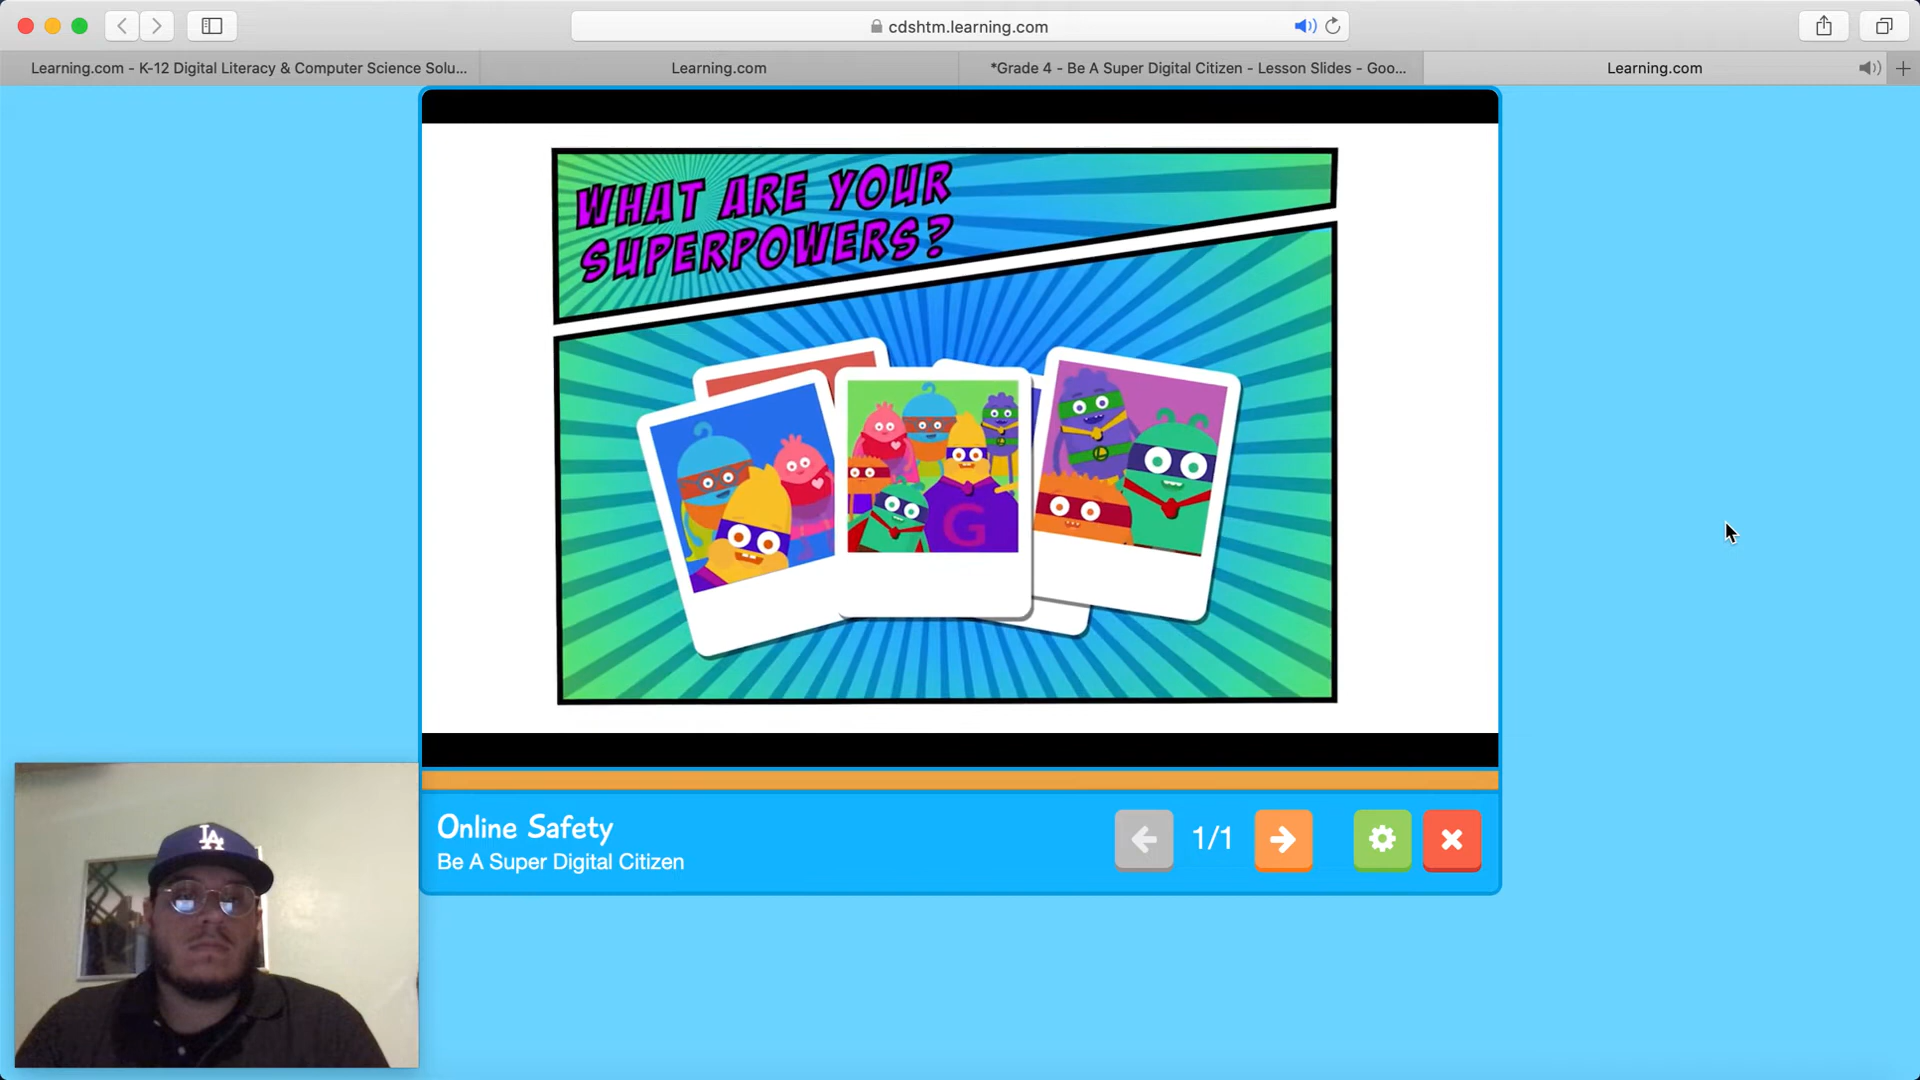 cdshtm.learning.com
Learning.com - K-12 Digital Literacy & Computer Science Solu...
Learning.com
*Grade 4 - Be A Super Digital Citizen - Lesson Slides - Goo...
Learning.com
WHAT ARE YOUR
SUPERPOWERS?
G
L
Online Safety
Be A Super Digital Citizen
1/1
LA